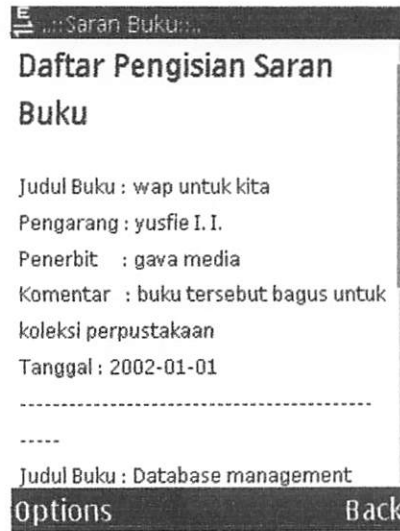 E
..::Saran Buku::..
Daftar Pengisian Saran
Buku
Judul Buku : wap untuk kita
Pengarang : yusfie I. I.
Penerbit : gava media
Komentar : buku tersebut bagus untuk
koleksi perpustakaan
Tanggal : 2002-01-01
-------------------------------------------
-----
Judul Buku : Database management
Options Back